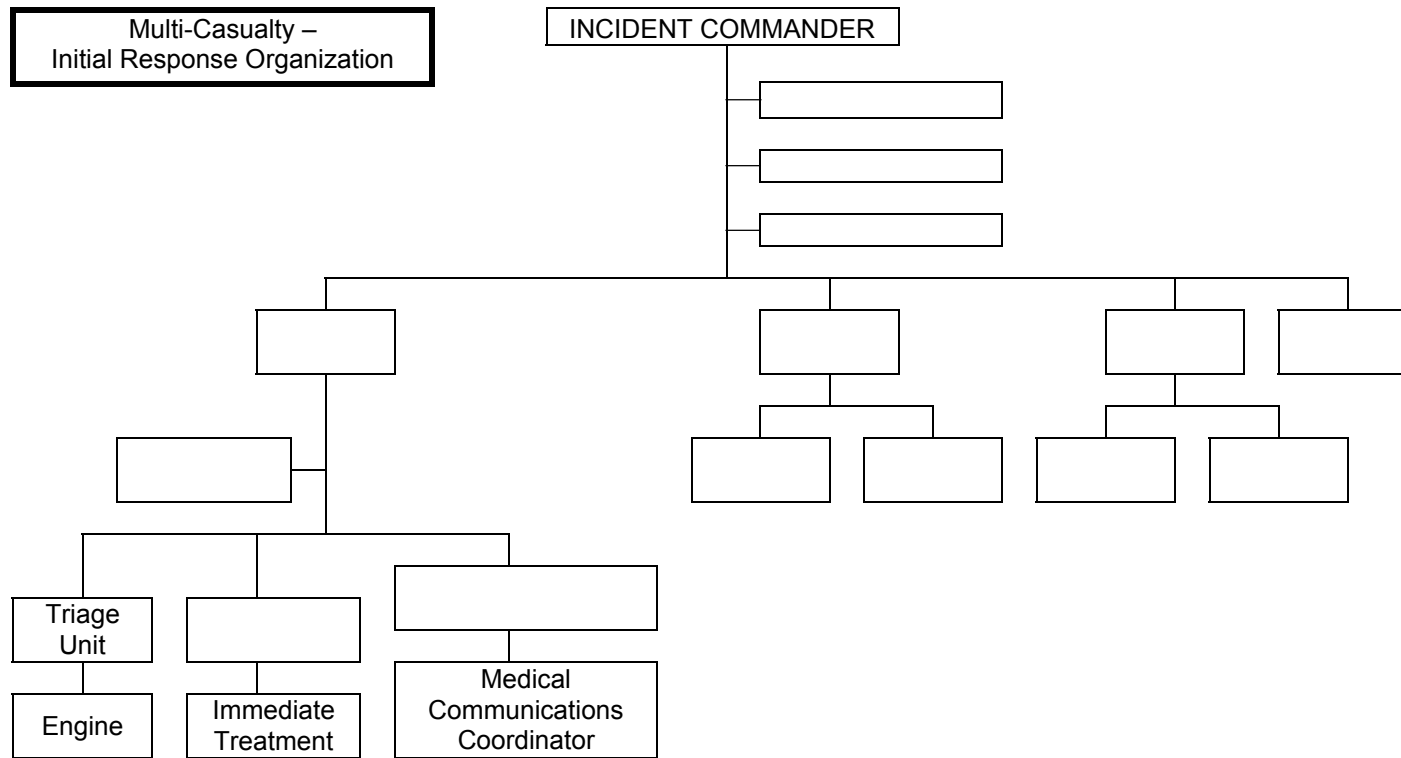 Multi-Casualty –
Initial Response Organization
INCIDENT COMMANDER
Triage
Unit
Engine
Immediate
Treatment
Medical
Communications
Coordinator